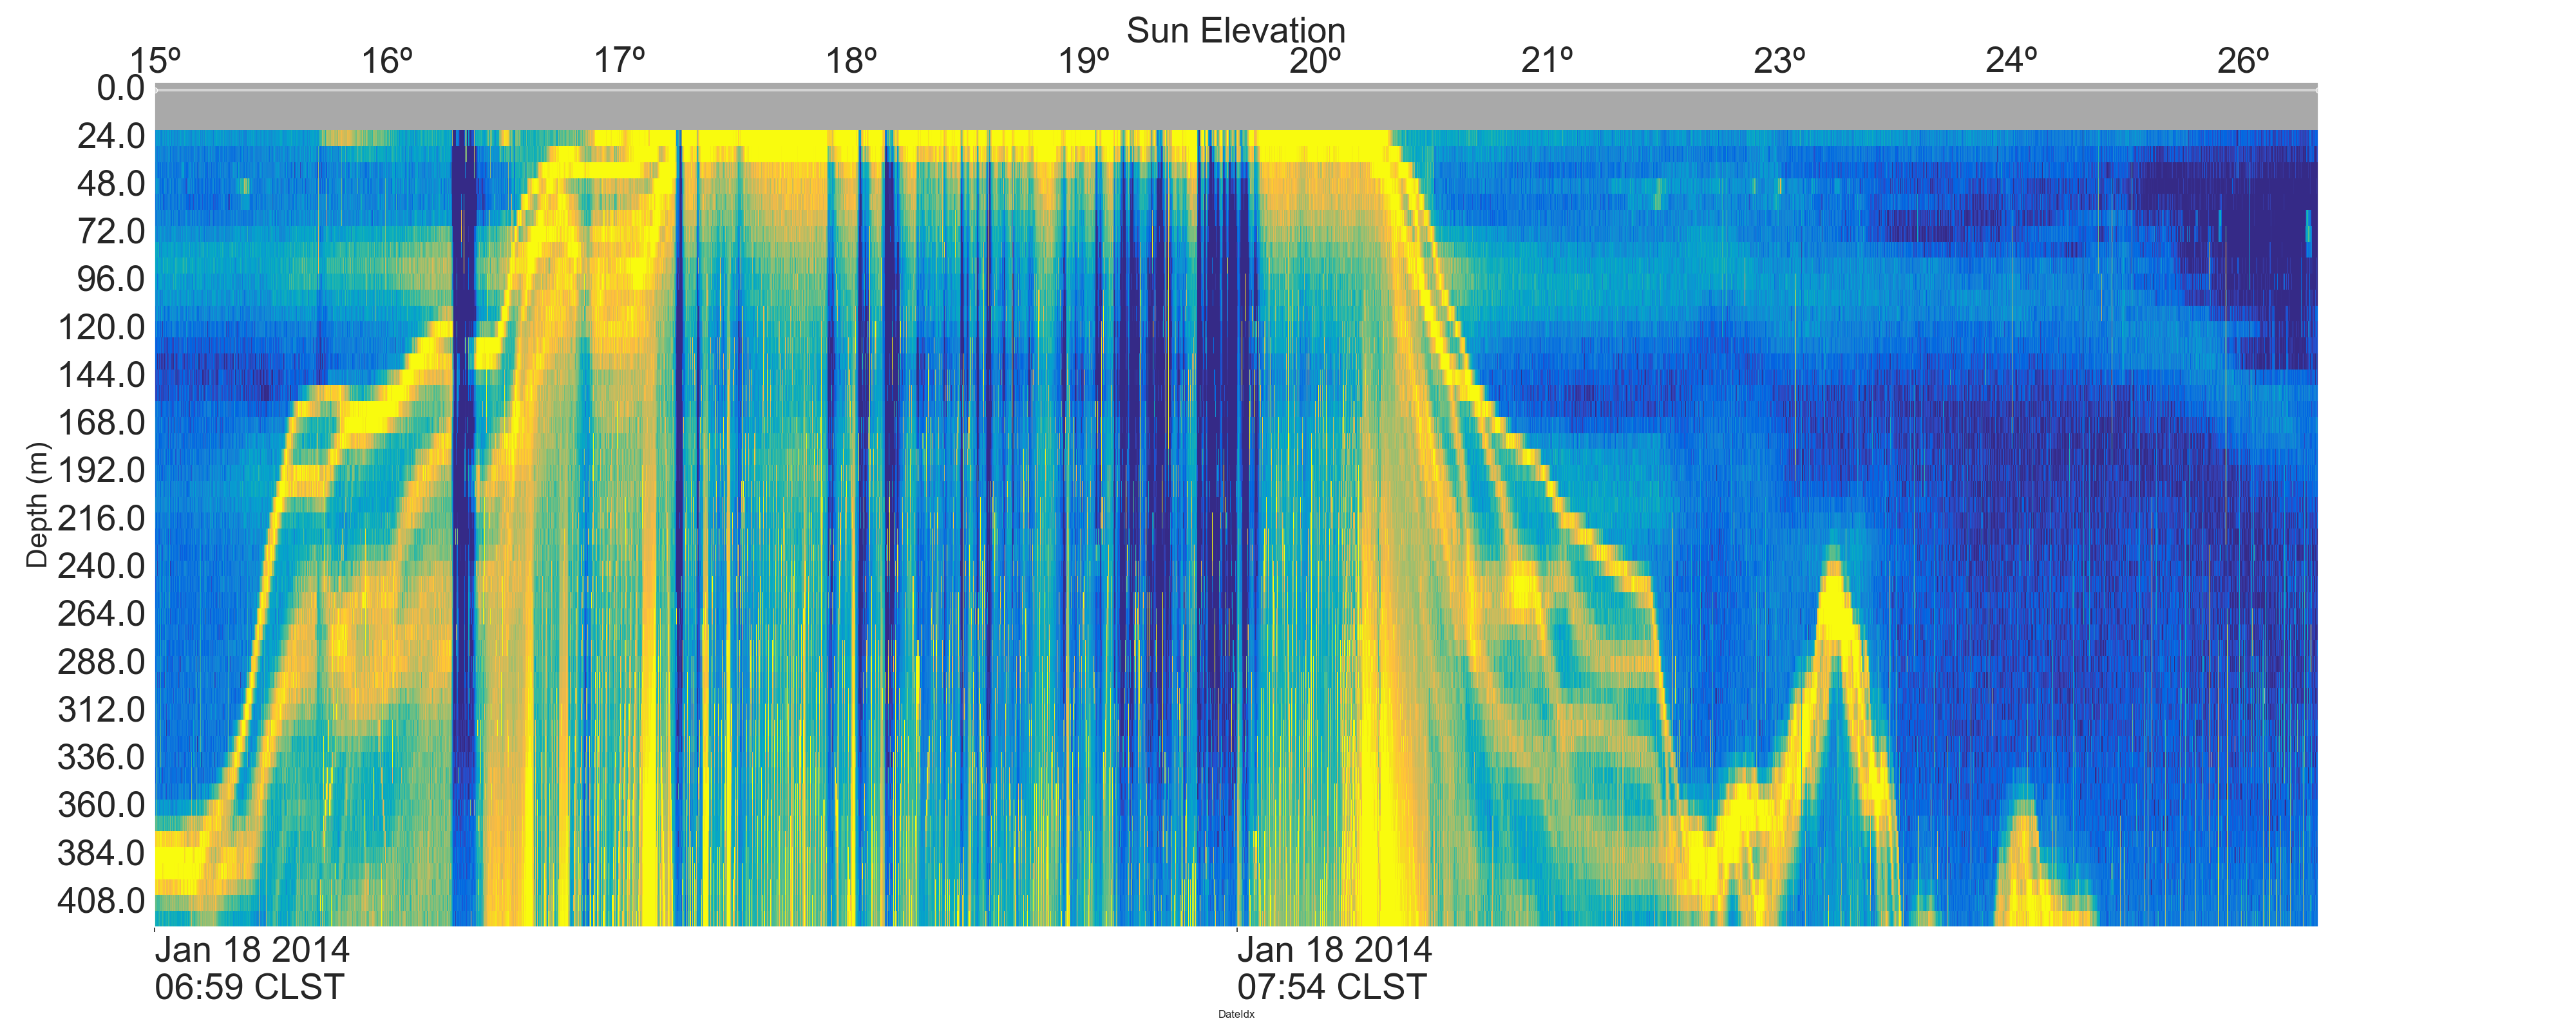 Sun Elevation
15º 16º 17º 18º 19º 20º 21º 23º 24º 26º
0.0
24.0
48.0
72.0
96.0
120.0
144.0
168.0
192.0
216.0
240.0
264.0
288.0
312.0
336.0
360.0
384.0
408.0
Depth (m)
Jan 18 2014
06:59 CLST
Jan 18 2014
07:54 CLST
DateIdx